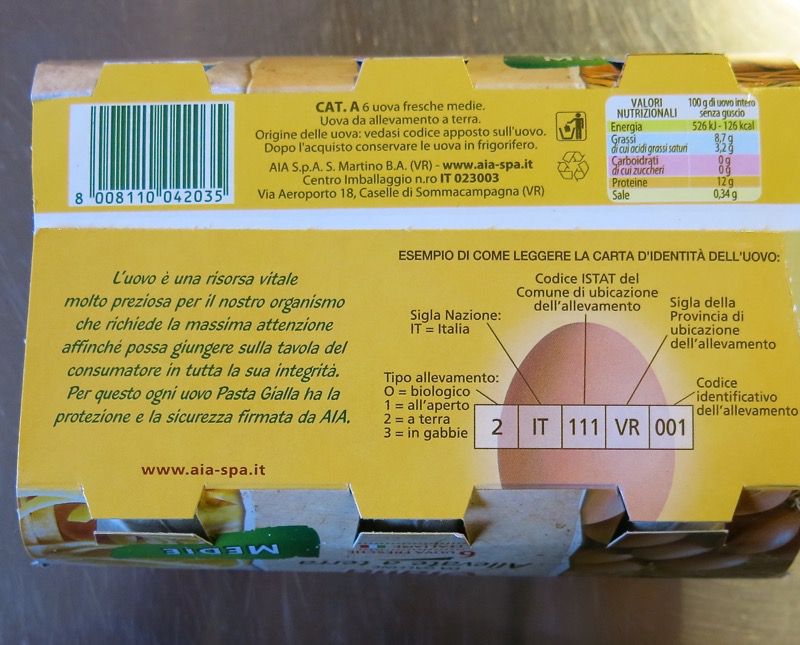 MEDIE
CAT. A 6 uova fresche medie.
Uova da allevamento a terra.
Origine delle uova: vedasi codice apposto sull'uovo.
Dopo l'acquisto conservare le uova in frigorifero.
AIA S.p.A. S. Martino B.A. (VR) - www.aia-spa.it
Centro Imballaggio n.ro IT 023003
Via Aeroporto 18, Caselle di Sommacampagna (VR)
8 008110 042035
VALORI NUTRIZIONALI 100 g di uovo intero senza guscio
Energia 526 kJ - 126 kcal
Grassi 8,7 g
di cui acidi grassi saturi 3,2 g
Carboidrati 0 g
di cui zuccheri 0 g
Proteine 12 g
Sale 0,34 g
L'uovo è una risorsa vitale
molto preziosa per il nostro organismo
che richiede la massima attenzione
affinché possa giungere sulla tavola del
consumatore in tutta la sua integrità.
Per questo ogni uovo Pasta Gialla ha la
protezione e la sicurezza firmata da AIA.
www.aia-spa.it
ESEMPIO DI COME LEGGERE LA CARTA D'IDENTITÀ DELL'UOVO:
Codice ISTAT del
Comune di ubicazione
dell'allevamento
Sigla Nazione:
IT = Italia
Sigla della
Provincia di
ubicazione
dell'allevamento
Tipo allevamento:
O = biologico
1 = all'aperto
2 = a terra
3 = in gabbie
Codice
identificativo
dell'allevamento
2 IT 111 VR 001
MEDIE
6 UOVA FRESCHE
ITALIANE
Allevate a terra